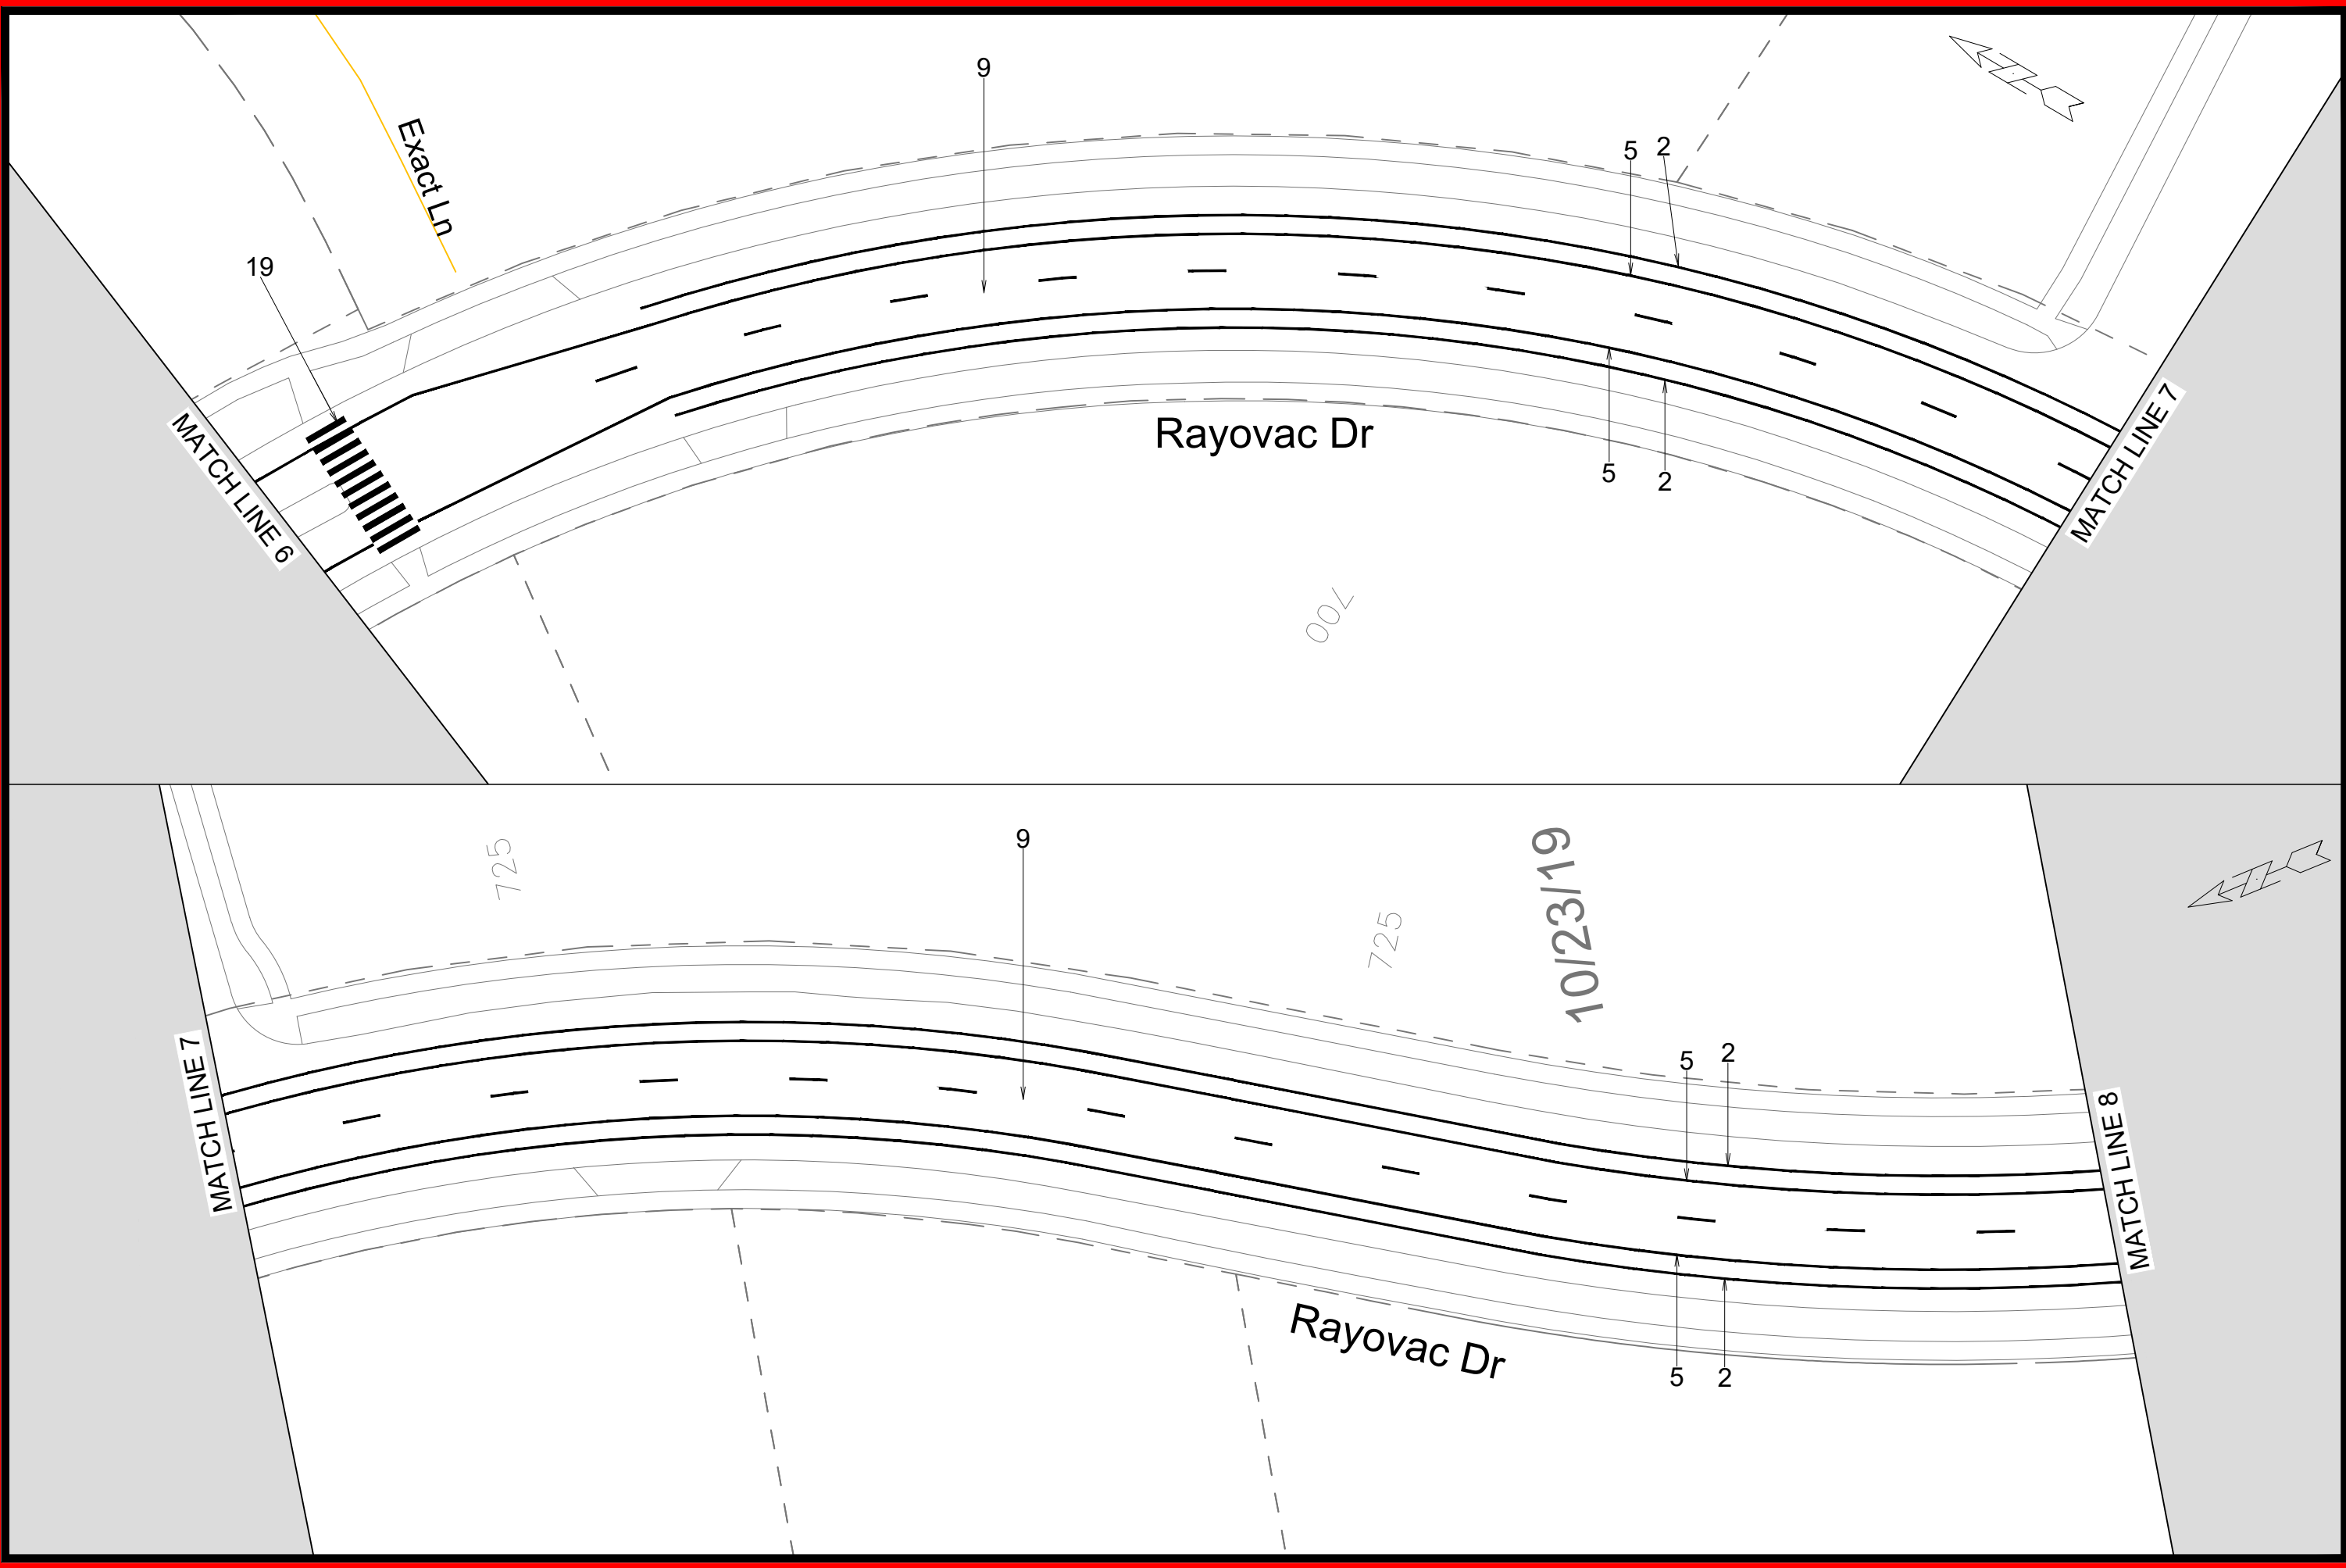 9
5 2
Exact Ln
19
MATCH LINE 6
Rayovac Dr
5 2
MATCH LINE 7
700
725
9
725
10/23/19
MATCH LINE 7
5 2
MATCH LINE 8
Rayovac Dr
5 2